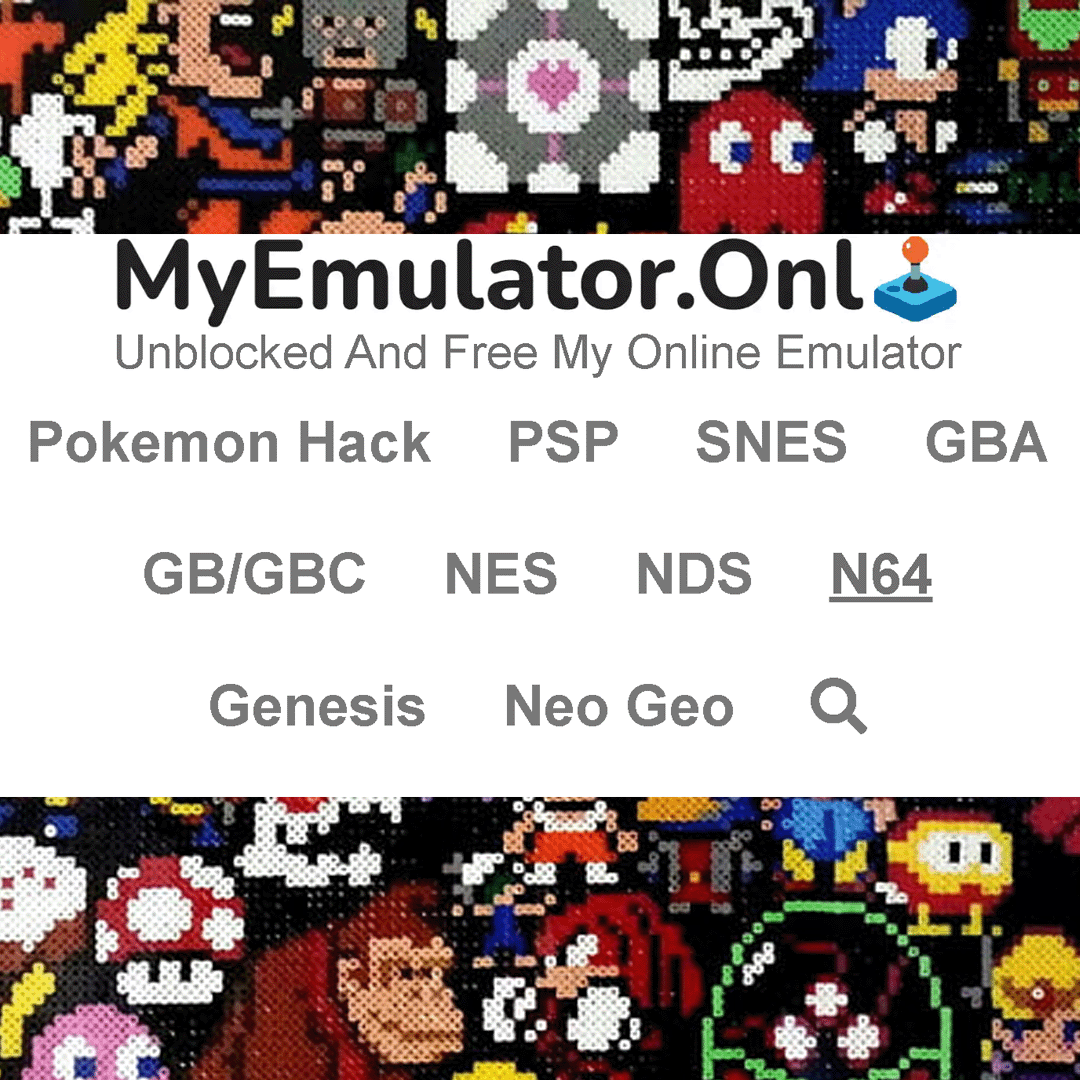 MyEmulator.Onl
Unblocked And Free My Online Emulator
Pokemon Hack PSP SNES GBA
GB/GBC NES NDS N64
Genesis Neo Geo